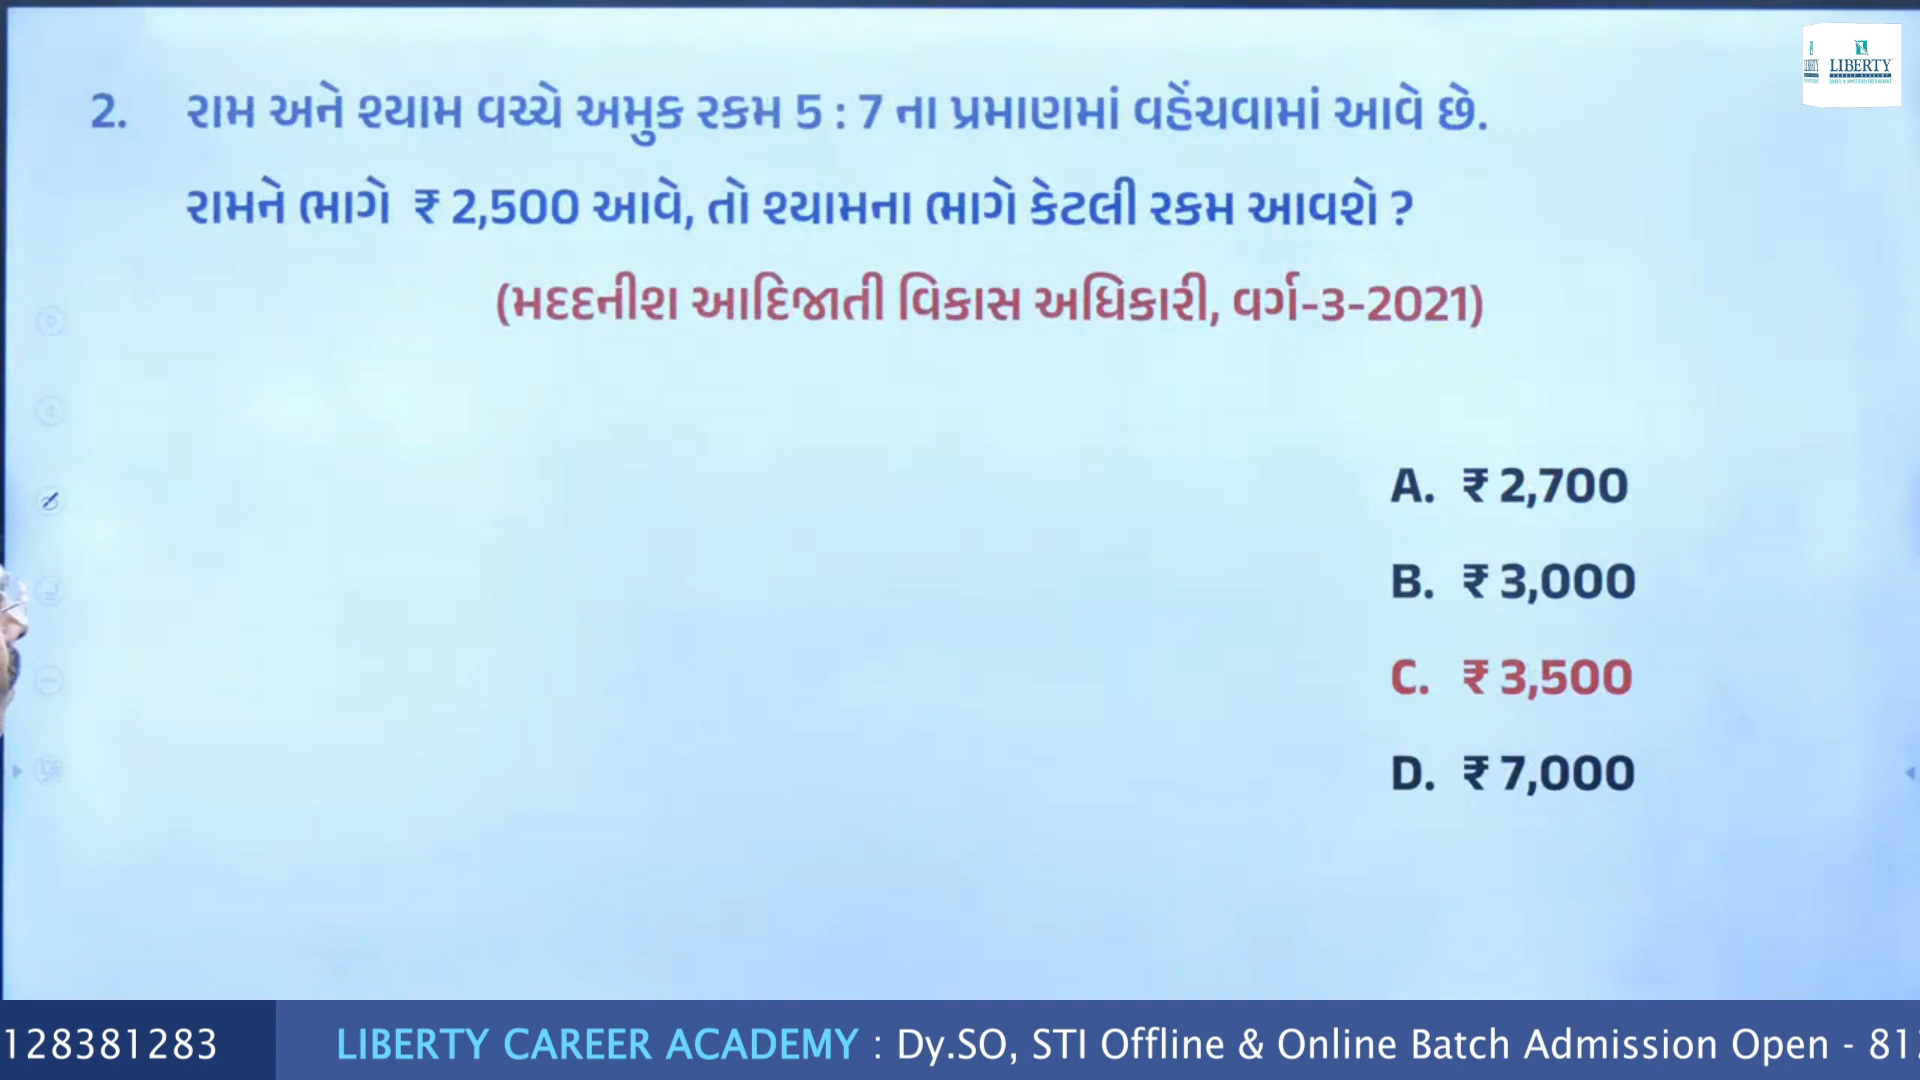 LIBERTY
2. રામ અને શ્યામ વચ્ચે અમુક રકમ 5 : 7 ના પ્રમાણમાં વહેંચવામાં આવે છે.
રામને ભાગે ₹ 2,500 આવે, તો શ્યામના ભાગે કેટલી રકમ આવશે ?
(મદદનીશ આદિજાતી વિકાસ અધિકારી, વર્ગ-૩-2021)
A. ₹ 2,700
B. ₹ 3,000
C. ₹ 3,500
D. ₹ 7,000
128381283 LIBERTY CAREER ACADEMY : Dy.SO, STI Offline & Online Batch Admission Open - 81